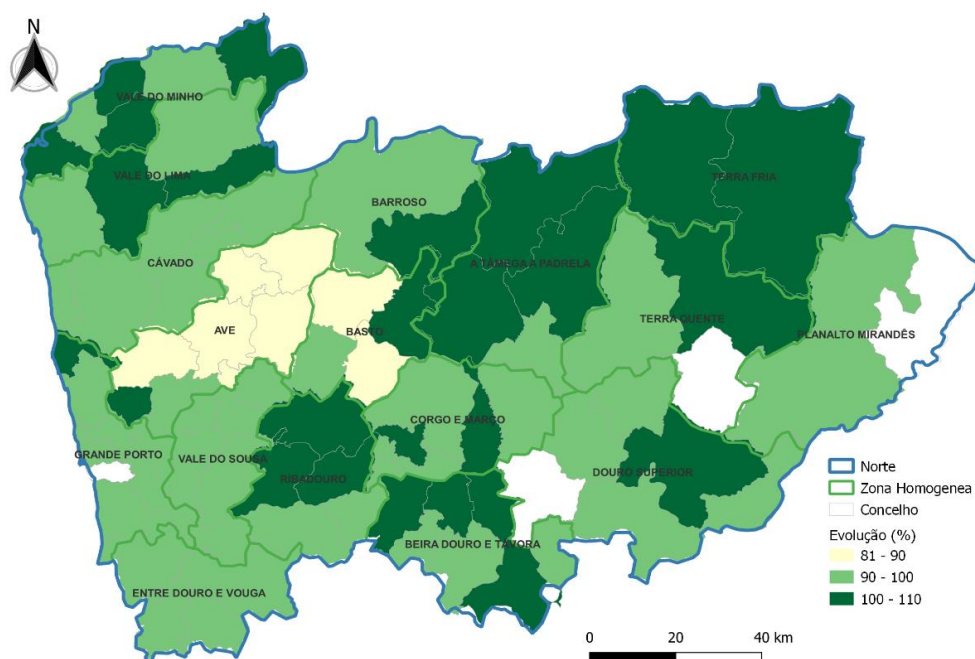 N
VALE DO MINHO
VALE DO LIMA
TERRA FRIA
BARROSO
CÁVADO
A TÂMEGA A PADRELA
AVE
BASTO
TERRA QUENTE
PLANALTO MIRANDÊS
CORGO E MARÇO
GRANDE PORTO
VALE DO SOUSA
RIBADOURO
DOURO SUPERIOR
BEIRA DOURO E TÁVORA
ENTRE DOURO E VOUGA
Norte
Zona Homogenea
Concelho
Evolução (%)
81 - 90
90 - 100
100 - 110
0 20 40 km